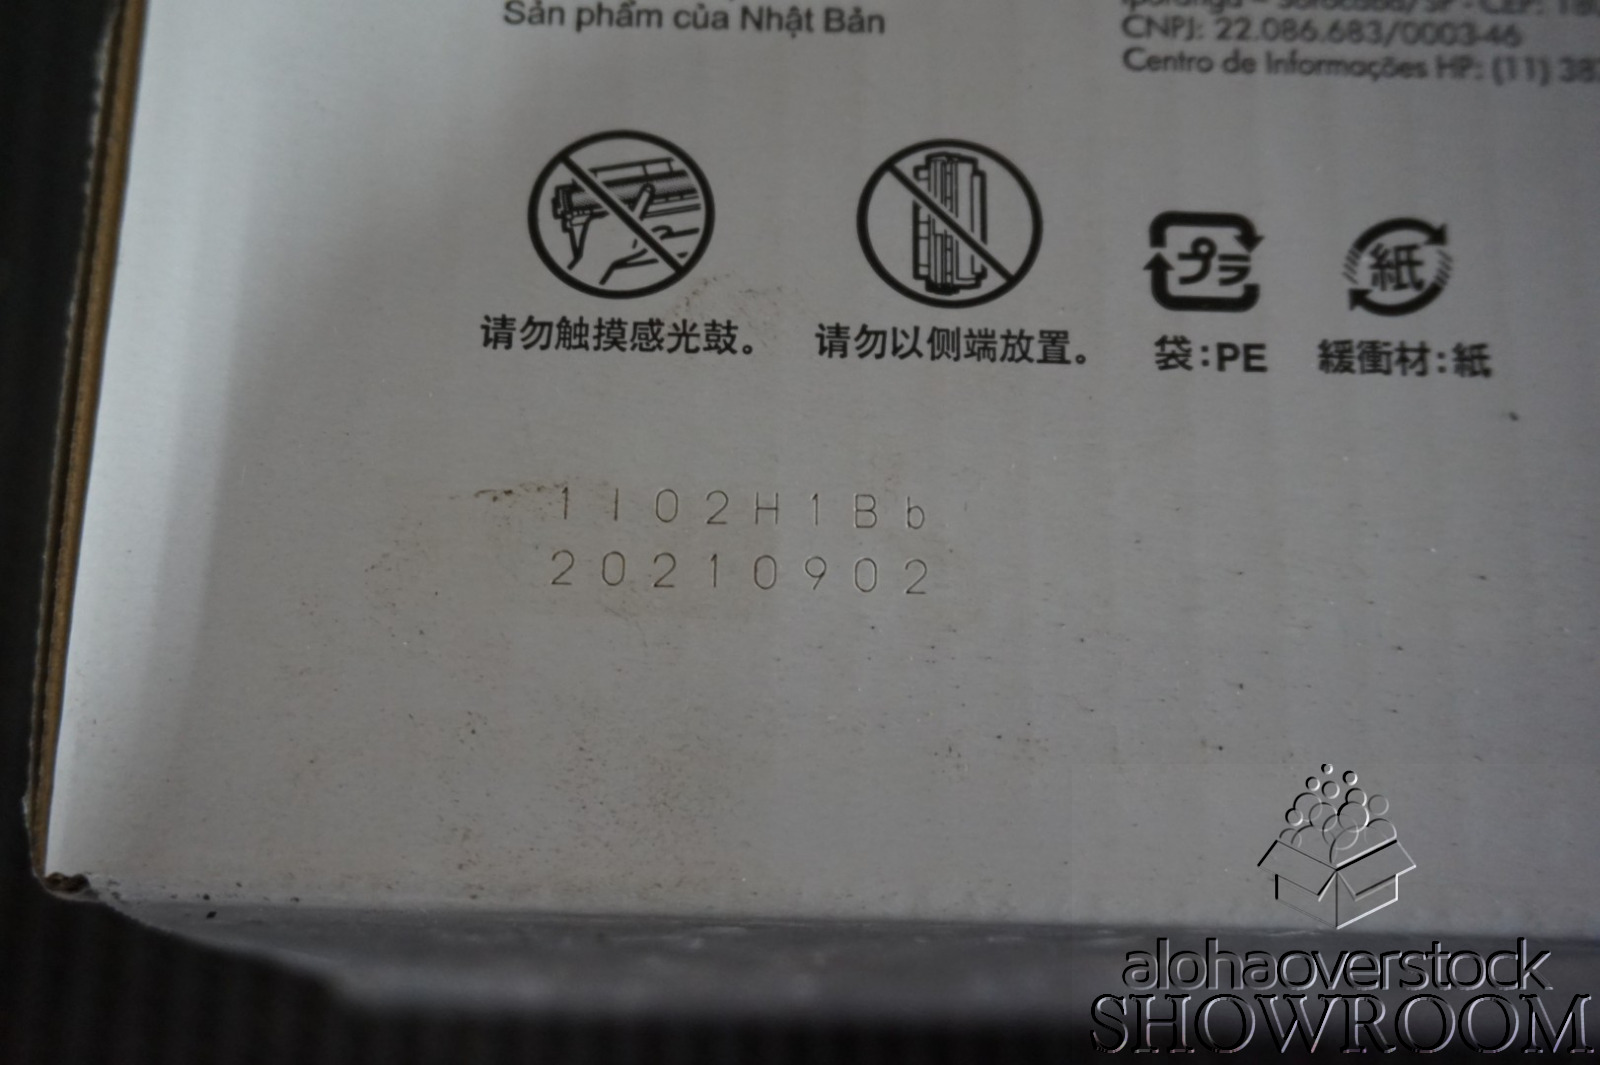 Sản phẩm của Nhật Bản
CNPJ: 22.086.683/0003-46
Centro de Informações HP: (11) 38
プラ
紙
请勿触摸感光鼓。
请勿以侧端放置。
袋:PE
緩衝材:紙
1I02H1Bb
20210902
alohaoverstock
SHOWROOM